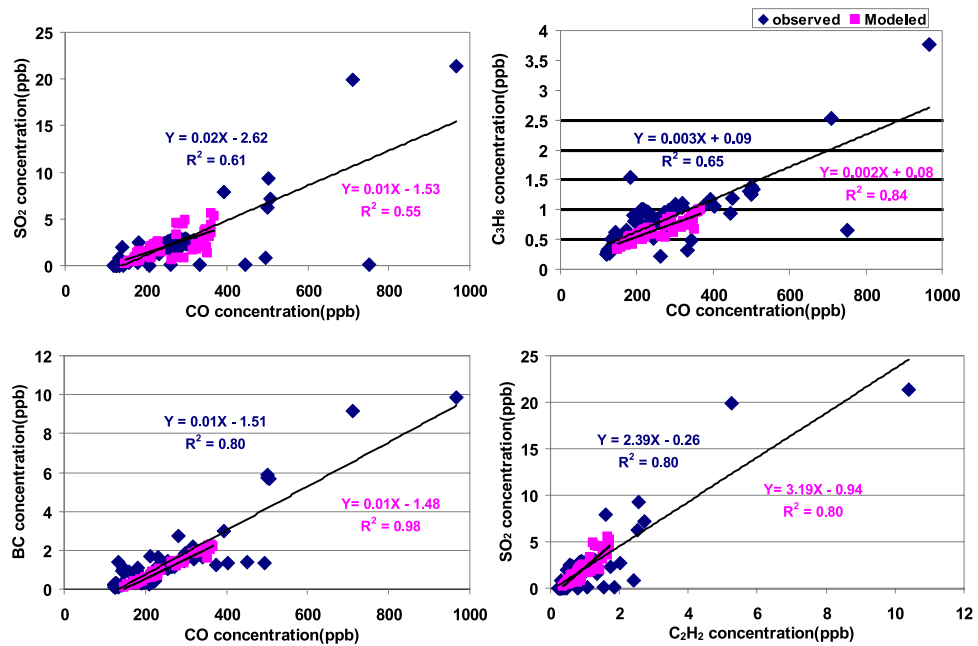 observed Modeled
SO₂ concentration(ppb)
25
20
15
10
5
0
0 200 400 600 800 1000
CO concentration(ppb)
Y = 0.02X - 2.62
R² = 0.61
Y= 0.01X - 1.53
R² = 0.55
C₃H₈ concentration(ppb)
4
3.5
3
2.5
2
1.5
1
0.5
0
0 200 400 600 800 1000
CO concentration(ppb)
Y = 0.003X + 0.09
R² = 0.65
Y= 0.002X + 0.08
R² = 0.84
BC concentration(ppb)
12
10
8
6
4
2
0
0 200 400 600 800 1000
CO concentration(ppb)
Y = 0.01X - 1.51
R² = 0.80
Y= 0.01X - 1.48
R² = 0.98
SO₂ concentration(ppb)
25
20
15
10
5
0
0 2 4 6 8 10 12
C₂H₂ concentration(ppb)
Y = 2.39X - 0.26
R² = 0.80
Y= 3.19X - 0.94
R² = 0.80